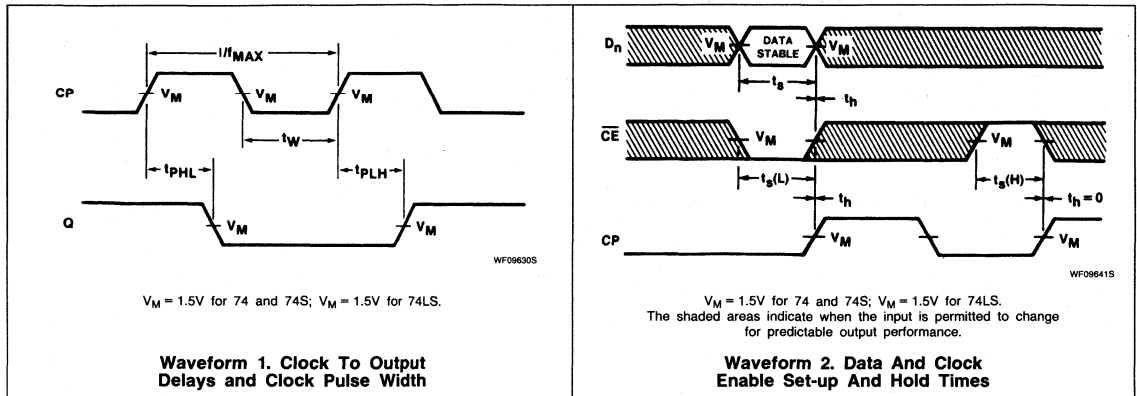 I/fMAX
CP
VM
VM
VM
tW
tPHL
tPLH
Q
VM
VM
WF09630S
VM = 1.5V for 74 and 74S; VM = 1.5V for 74LS.
Waveform 1. Clock To Output
Delays and Clock Pulse Width
Dn
VM
DATA
STABLE
VM
ts
th
CE
VM
VM
ts(L)
ts(H)
th
th = 0
CP
VM
VM
WF09641S
VM = 1.5V for 74 and 74S; VM = 1.5V for 74LS.
The shaded areas indicate when the input is permitted to change
for predictable output performance.
Waveform 2. Data And Clock
Enable Set-up And Hold Times